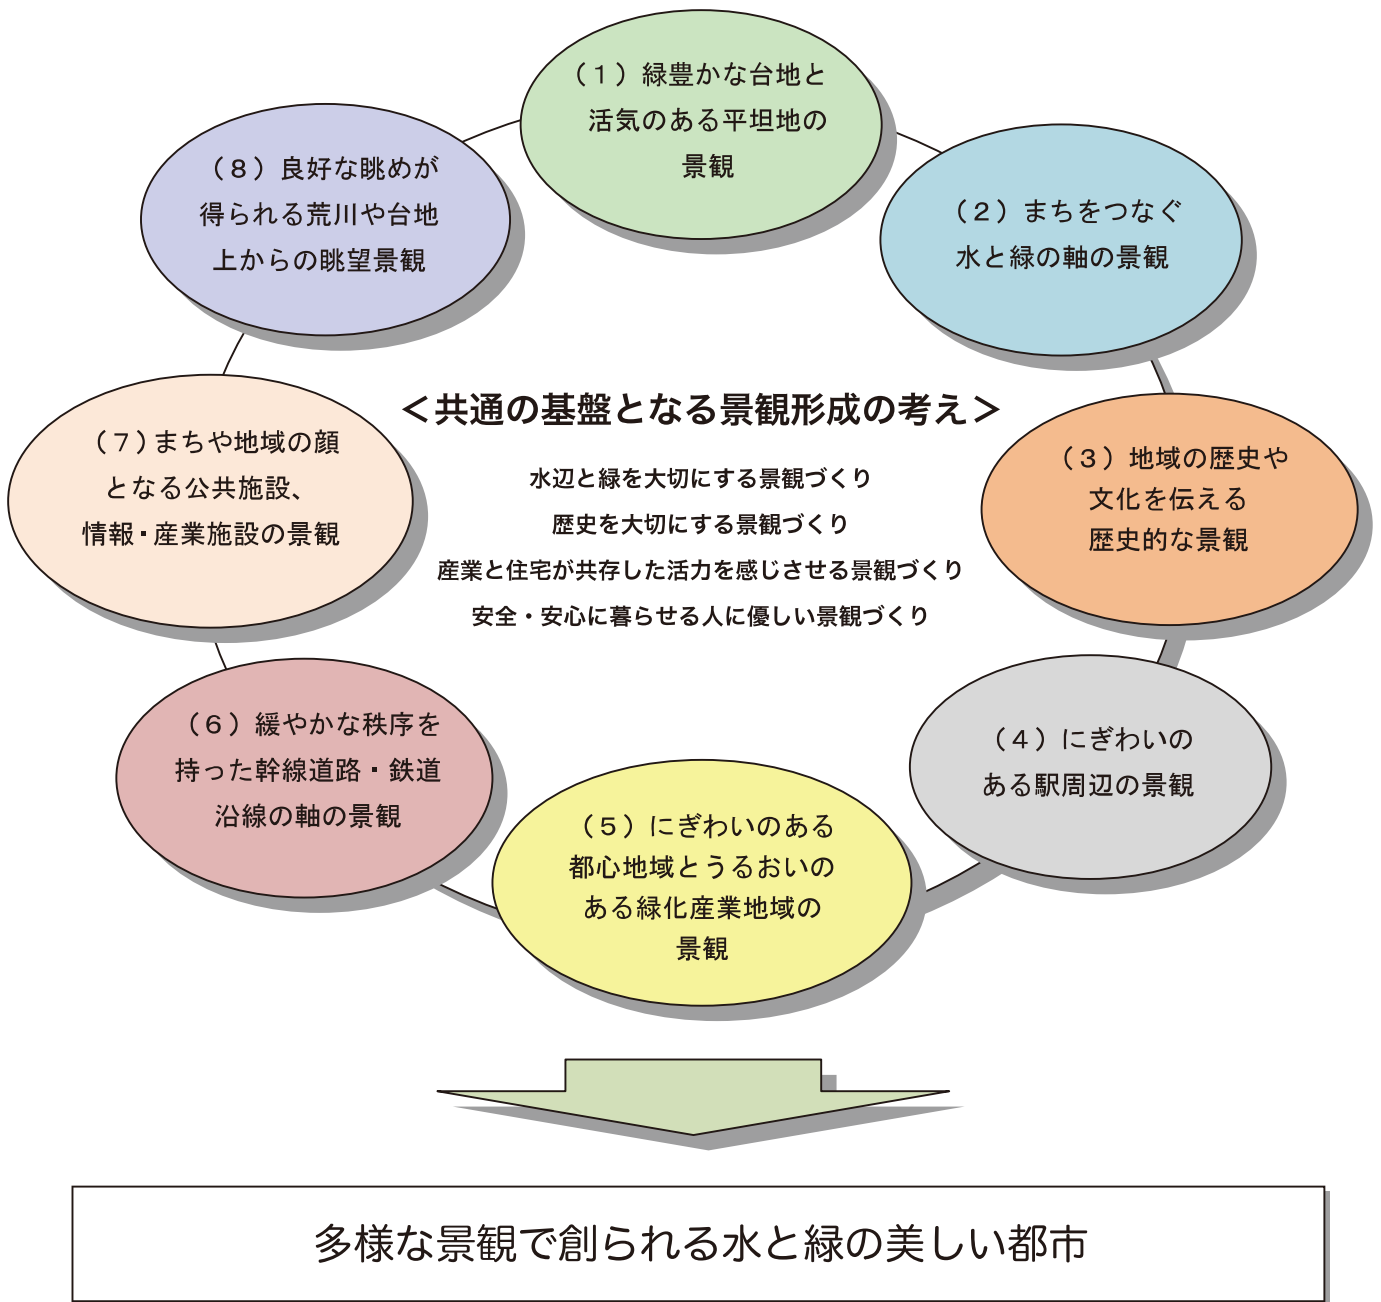 （１）緑豊かな台地と
活気のある平坦地の
景観
（２）まちをつなぐ
水と緑の軸の景観
（３）地域の歴史や
文化を伝える
歴史的な景観
（４）にぎわいの
ある駅周辺の景観
（５）にぎわいのある
都心地域とうるおいの
ある緑化産業地域の
景観
（６）緩やかな秩序を
持った幹線道路・鉄道
沿線の軸の景観
（７）まちや地域の顔
となる公共施設、
情報・産業施設の景観
（８）良好な眺めが
得られる荒川や台地
上からの眺望景観
＜共通の基盤となる景観形成の考え＞
水辺と緑を大切にする景観づくり
歴史を大切にする景観づくり
産業と住宅が共存した活力を感じさせる景観づくり
安全・安心に暮らせる人に優しい景観づくり
多様な景観で創られる水と緑の美しい都市